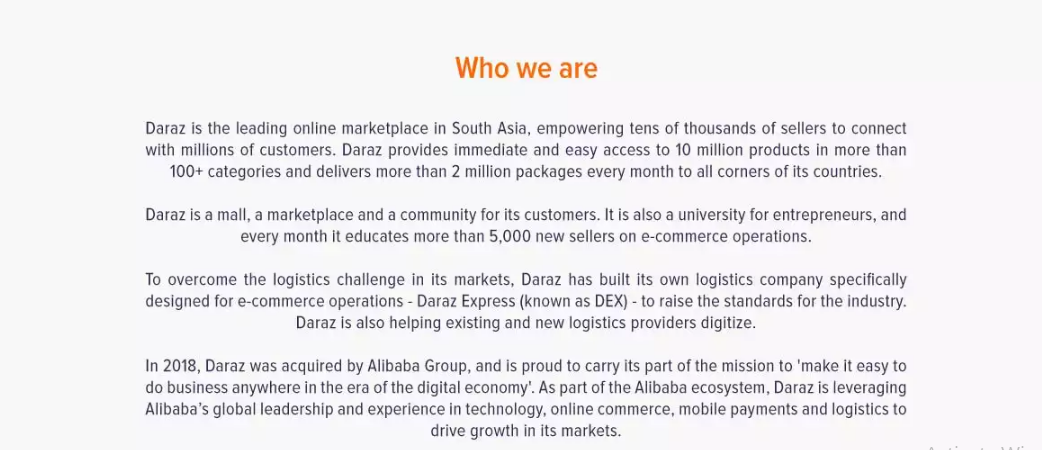 Who we are
Daraz is the leading online marketplace in South Asia, empowering tens of thousands of sellers to connect
with millions of customers. Daraz provides immediate and easy access to 10 million products in more than
100+ categories and delivers more than 2 million packages every month to all corners of its countries.
Daraz is a mall, a marketplace and a community for its customers. It is also a university for entrepreneurs, and
every month it educates more than 5,000 new sellers on e-commerce operations.
To overcome the logistics challenge in its markets, Daraz has built its own logistics company specifically
designed for e-commerce operations - Daraz Express (known as DEX) - to raise the standards for the industry.
Daraz is also helping existing and new logistics providers digitize.
In 2018, Daraz was acquired by Alibaba Group, and is proud to carry its part of the mission to 'make it easy to
do business anywhere in the era of the digital economy'. As part of the Alibaba ecosystem, Daraz is leveraging
Alibaba’s global leadership and experience in technology, online commerce, mobile payments and logistics to
drive growth in its markets.